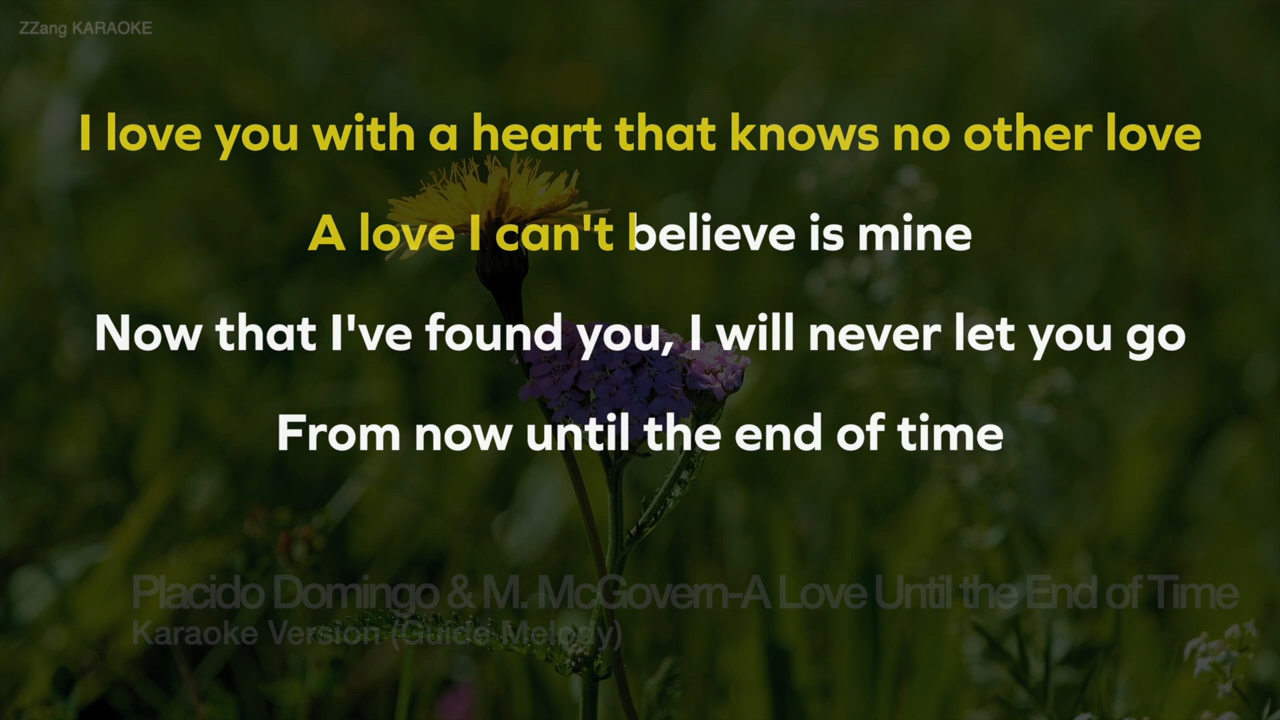 ZZang KARAOKE
I love you with a heart that knows no other love
A love I can't believe is mine
Now that I've found you, I will never let you go
From now until the end of time
Placido Domingo & M. McGovern-A Love Until the End of Time
Karaoke Version (Guide Melody)